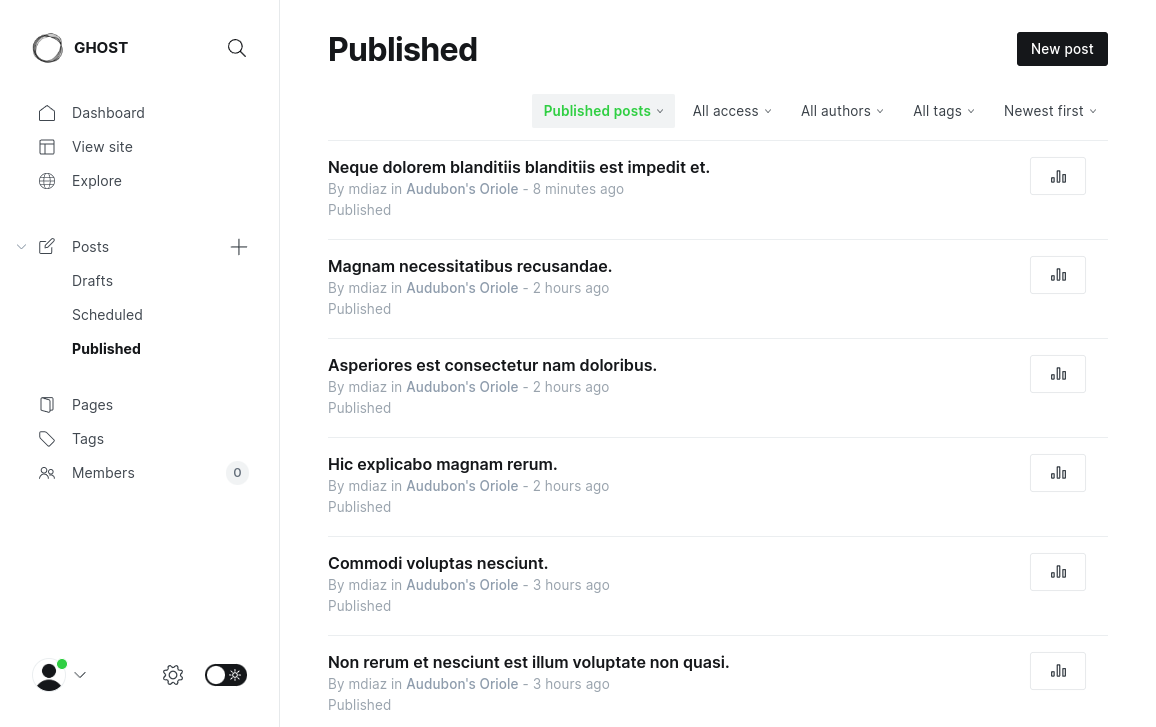 GHOST
Dashboard
View site
Explore
Posts
Drafts
Scheduled
Published
Pages
Tags
Members 0
Published
New post
Published posts All access All authors All tags Newest first
Neque dolorem blanditiis blanditiis est impedit et.
By mdiaz in Audubon's Oriole - 8 minutes ago
Published
Magnam necessitatibus recusandae.
By mdiaz in Audubon's Oriole - 2 hours ago
Published
Asperiores est consectetur nam doloribus.
By mdiaz in Audubon's Oriole - 2 hours ago
Published
Hic explicabo magnam rerum.
By mdiaz in Audubon's Oriole - 2 hours ago
Published
Commodi voluptas nesciunt.
By mdiaz in Audubon's Oriole - 3 hours ago
Published
Non rerum et nesciunt est illum voluptate non quasi.
By mdiaz in Audubon's Oriole - 3 hours ago
Published